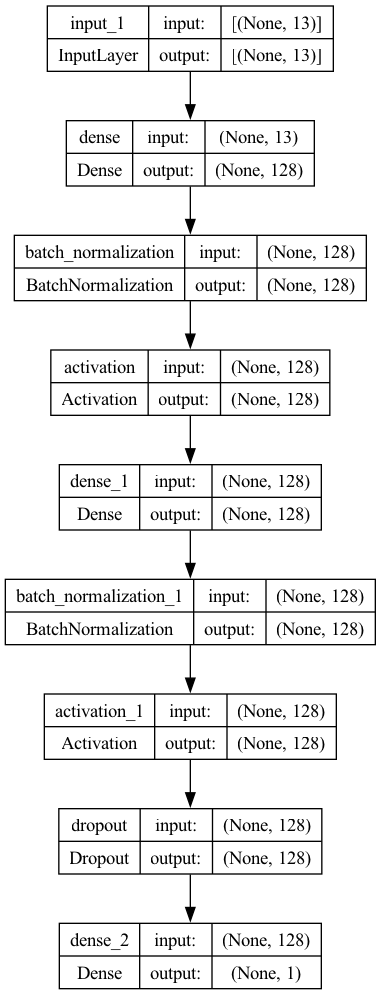 input_1 input: [(None, 13)]
InputLayer output: [(None, 13)]
dense input: (None, 13)
Dense output: (None, 128)
batch_normalization input: (None, 128)
BatchNormalization output: (None, 128)
activation input: (None, 128)
Activation output: (None, 128)
dense_1 input: (None, 128)
Dense output: (None, 128)
batch_normalization_1 input: (None, 128)
BatchNormalization output: (None, 128)
activation_1 input: (None, 128)
Activation output: (None, 128)
dropout input: (None, 128)
Dropout output: (None, 128)
dense_2 input: (None, 128)
Dense output: (None, 1)